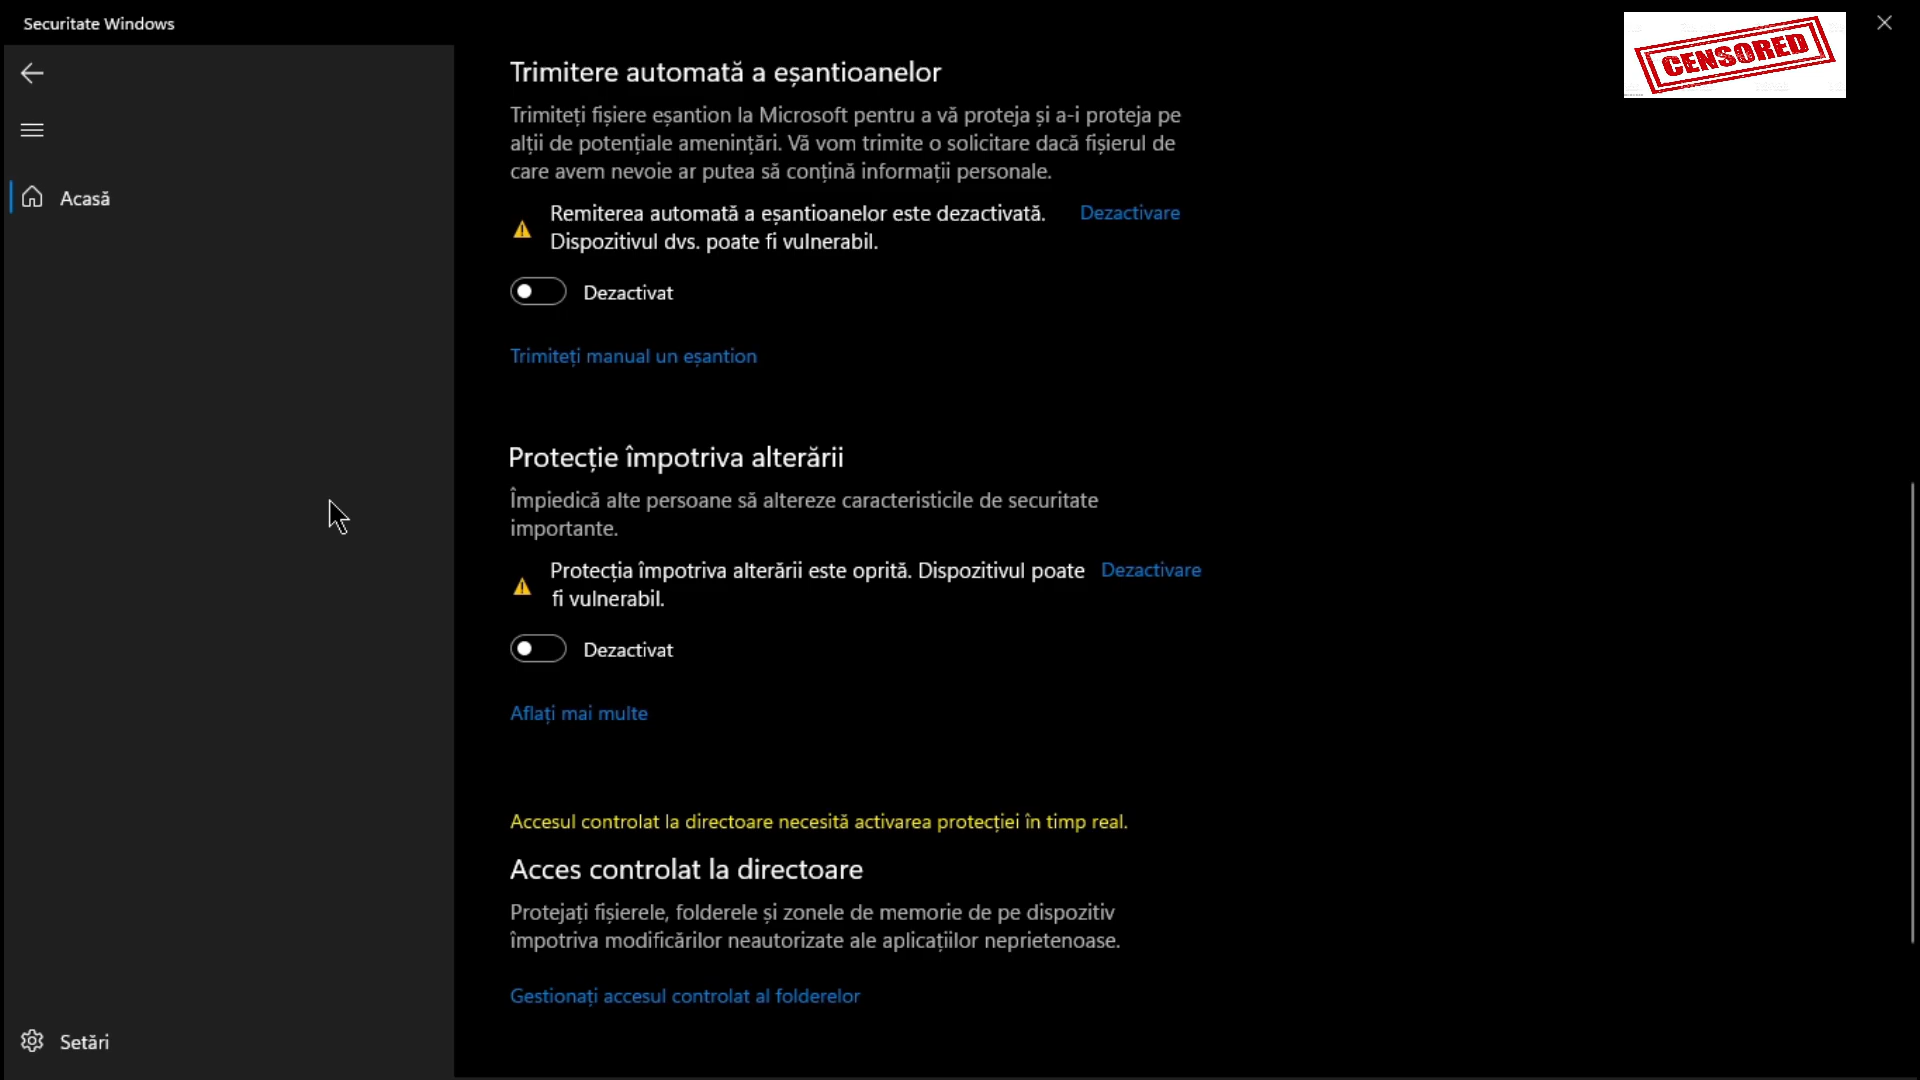 Securitate Windows
CENSORED
Acasă
Setări
Trimitere automată a eșantioanelor
Trimiteți fișiere eșantion la Microsoft pentru a vă proteja și a-i proteja pe
alții de potențiale amenințări. Vă vom trimite o solicitare dacă fișierul de
care avem nevoie ar putea să conțină informații personale.
Remiterea automată a eșantioanelor este dezactivată. Dezactivare
Dispozitivul dvs. poate fi vulnerabil.
Dezactivat
Trimiteți manual un eșantion
Protecție împotriva alterării
Împiedică alte persoane să altereze caracteristicile de securitate
importante.
Protecția împotriva alterării este oprită. Dispozitivul poate Dezactivare
fi vulnerabil.
Dezactivat
Aflați mai multe
Accesul controlat la directoare necesită activarea protecției în timp real.
Acces controlat la directoare
Protejați fișierele, folderele și zonele de memorie de pe dispozitiv
împotriva modificărilor neautorizate ale aplicațiilor neprietenoase.
Gestionați accesul controlat al folderelor